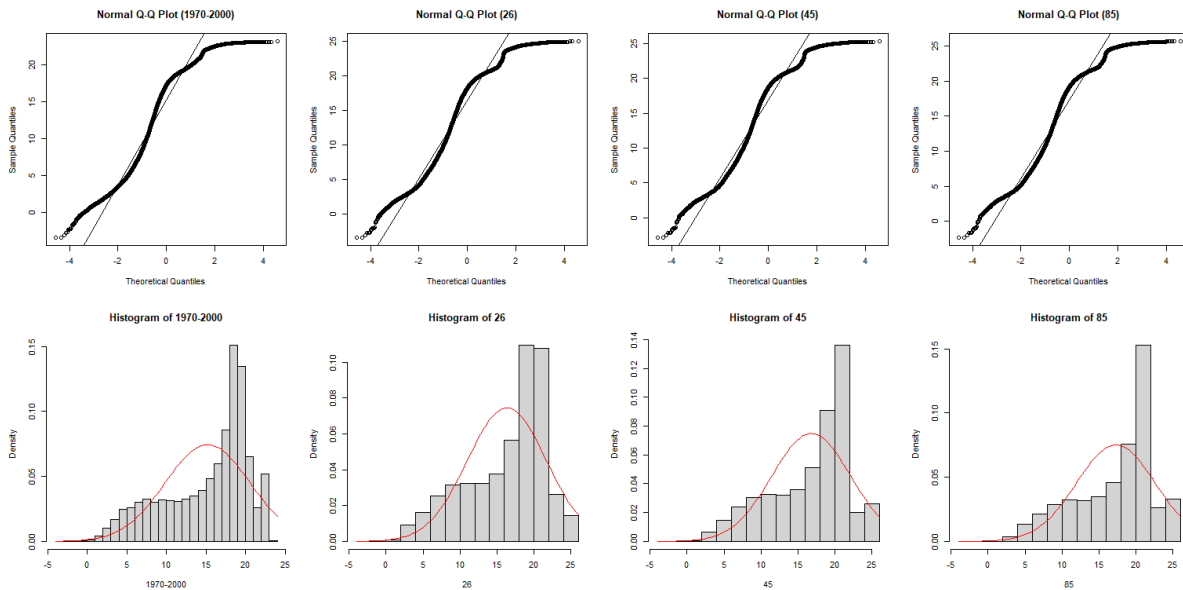 Normal Q-Q Plot (1970-2000)
Sample Quantiles
20
15
10
5
0
-4 -2 0 2 4
Theoretical Quantiles
Normal Q-Q Plot (26)
Sample Quantiles
25
20
15
10
5
0
-4 -2 0 2 4
Theoretical Quantiles
Normal Q-Q Plot (45)
Sample Quantiles
25
20
15
10
5
0
-4 -2 0 2 4
Theoretical Quantiles
Normal Q-Q Plot (85)
Sample Quantiles
25
20
15
10
5
0
-4 -2 0 2 4
Theoretical Quantiles
Histogram of 1970-2000
Density
0.15
0.10
0.05
0.00
-5 0 5 10 15 20 25
1970-2000
Histogram of 26
Density
0.10
0.08
0.06
0.04
0.02
0.00
-5 0 5 10 15 20 25
26
Histogram of 45
Density
0.14
0.12
0.10
0.08
0.06
0.04
0.02
0.00
-5 0 5 10 15 20 25
45
Histogram of 85
Density
0.15
0.10
0.05
0.00
-5 0 5 10 15 20 25
85